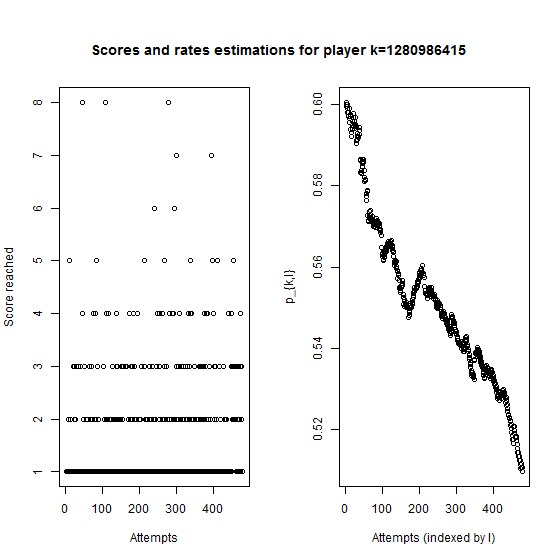 Scores and rates estimations for player k=1280986415
Score reached
8
7
6
5
4
3
2
1
0 100 200 300 400
Attempts
p_{k,l}
0.60
0.58
0.56
0.54
0.52
0 100 200 300 400
Attempts (indexed by l)